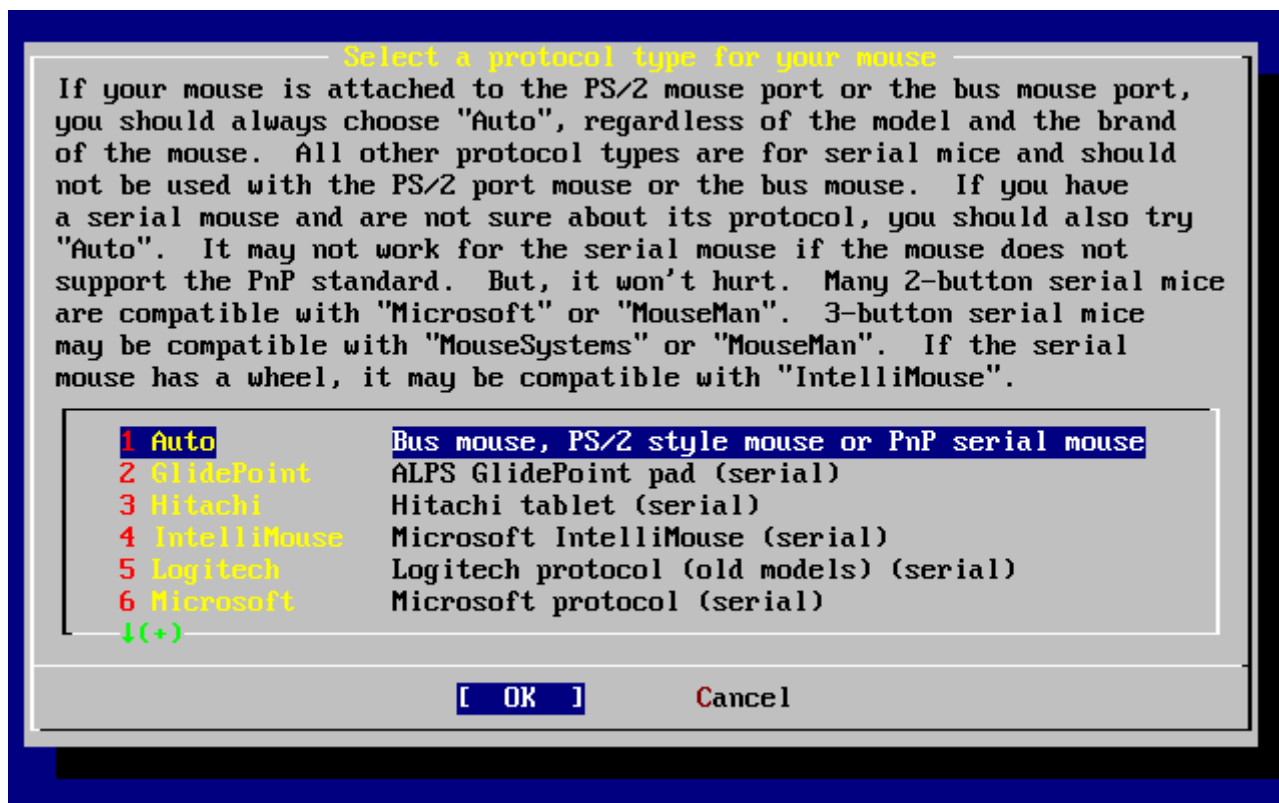 Select a protocol type for your mouse
If your mouse is attached to the PS/2 mouse port or the bus mouse port,
you should always choose "Auto", regardless of the model and the brand
of the mouse.  All other protocol types are for serial mice and should
not be used with the PS/2 port mouse or the bus mouse.  If you have
a serial mouse and are not sure about its protocol, you should also try
"Auto".  It may not work for the serial mouse if the mouse does not
support the PnP standard.  But, it won't hurt.  Many 2-button serial mice
are compatible with "Microsoft" or "MouseMan".  3-button serial mice
may be compatible with "MouseSystems" or "MouseMan".  If the serial
mouse has a wheel, it may be compatible with "IntelliMouse".
1 Auto Bus mouse, PS/2 style mouse or PnP serial mouse
2 GlidePoint ALPS GlidePoint pad (serial)
3 Hitachi Hitachi tablet (serial)
4 IntelliMouse Microsoft IntelliMouse (serial)
5 Logitech Logitech protocol (old models) (serial)
6 Microsoft Microsoft protocol (serial)
↓(+)
[ OK ] Cancel